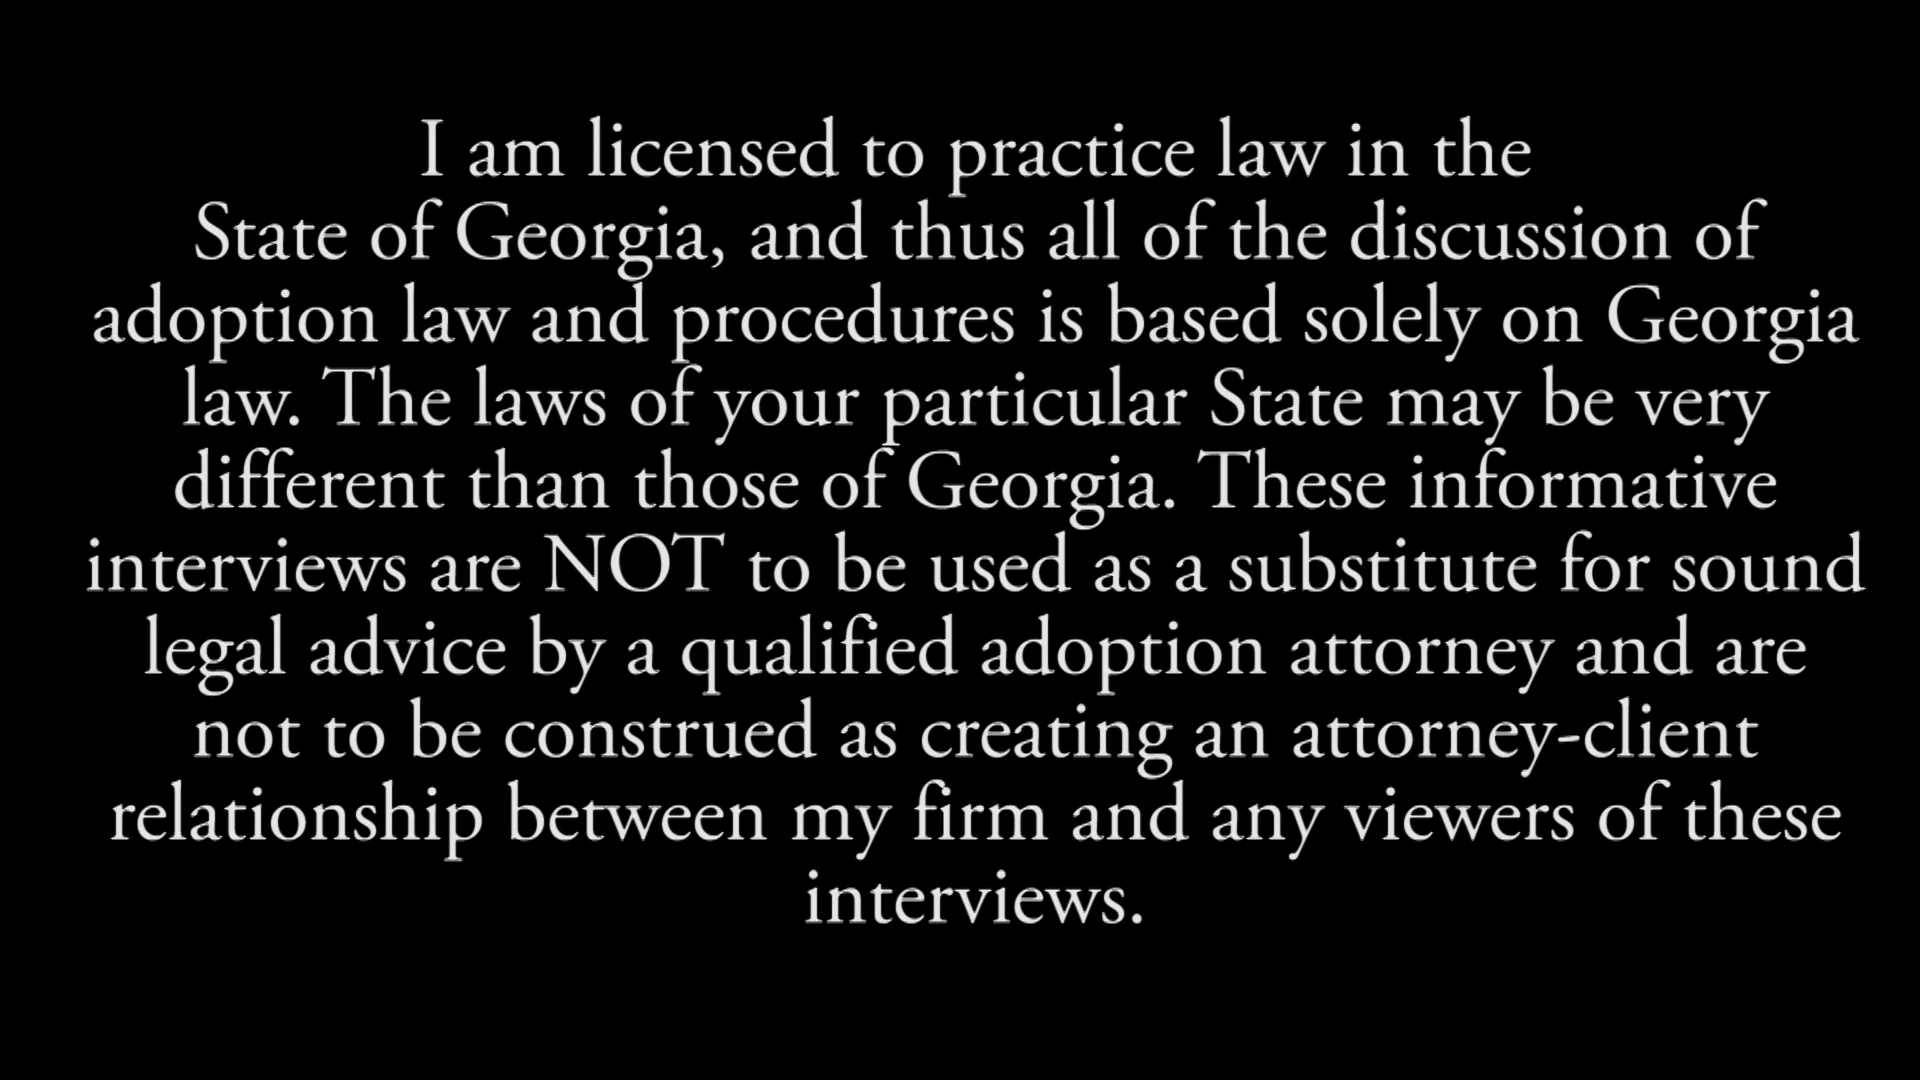 I am licensed to practice law in the
State of Georgia, and thus all of the discussion of
adoption law and procedures is based solely on Georgia
law. The laws of your particular State may be very
different than those of Georgia. These informative
interviews are NOT to be used as a substitute for sound
legal advice by a qualified adoption attorney and are
not to be construed as creating an attorney-client
relationship between my firm and any viewers of these
interviews.